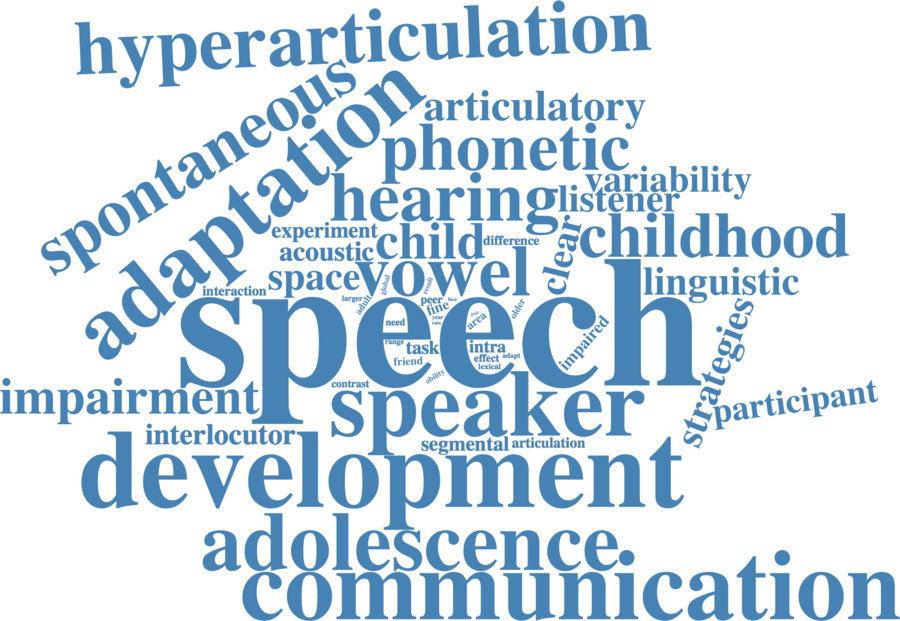 hyperarticulation
spontaneous
adaptation
articulatory
phonetic
variability
hearing
listener
experiment
child
difference
clear
childhood
acoustic
space
vowel
linguistic
interaction
larger
adult
global
result
peer
face
fine
year
rate
older
area
need
speech
range
task
intra
effect
adapt
lexical
friend
ability
impaired
strategies
impairment
contrast
speaker
participant
interlocutor
segmental
articulation
development
adolescence
communication